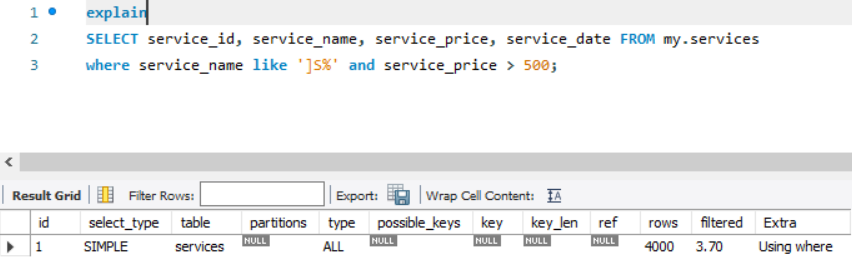 1 explain
2 SELECT service_id, service_name, service_price, service_date FROM my.services
3 where service_name like ']S%' and service_price > 500;
Result Grid Filter Rows: Export: Wrap Cell Content:
id select_type table partitions type possible_keys key key_len ref rows filtered Extra
1 SIMPLE services NULL ALL NULL NULL NULL NULL 4000 3.70 Using where